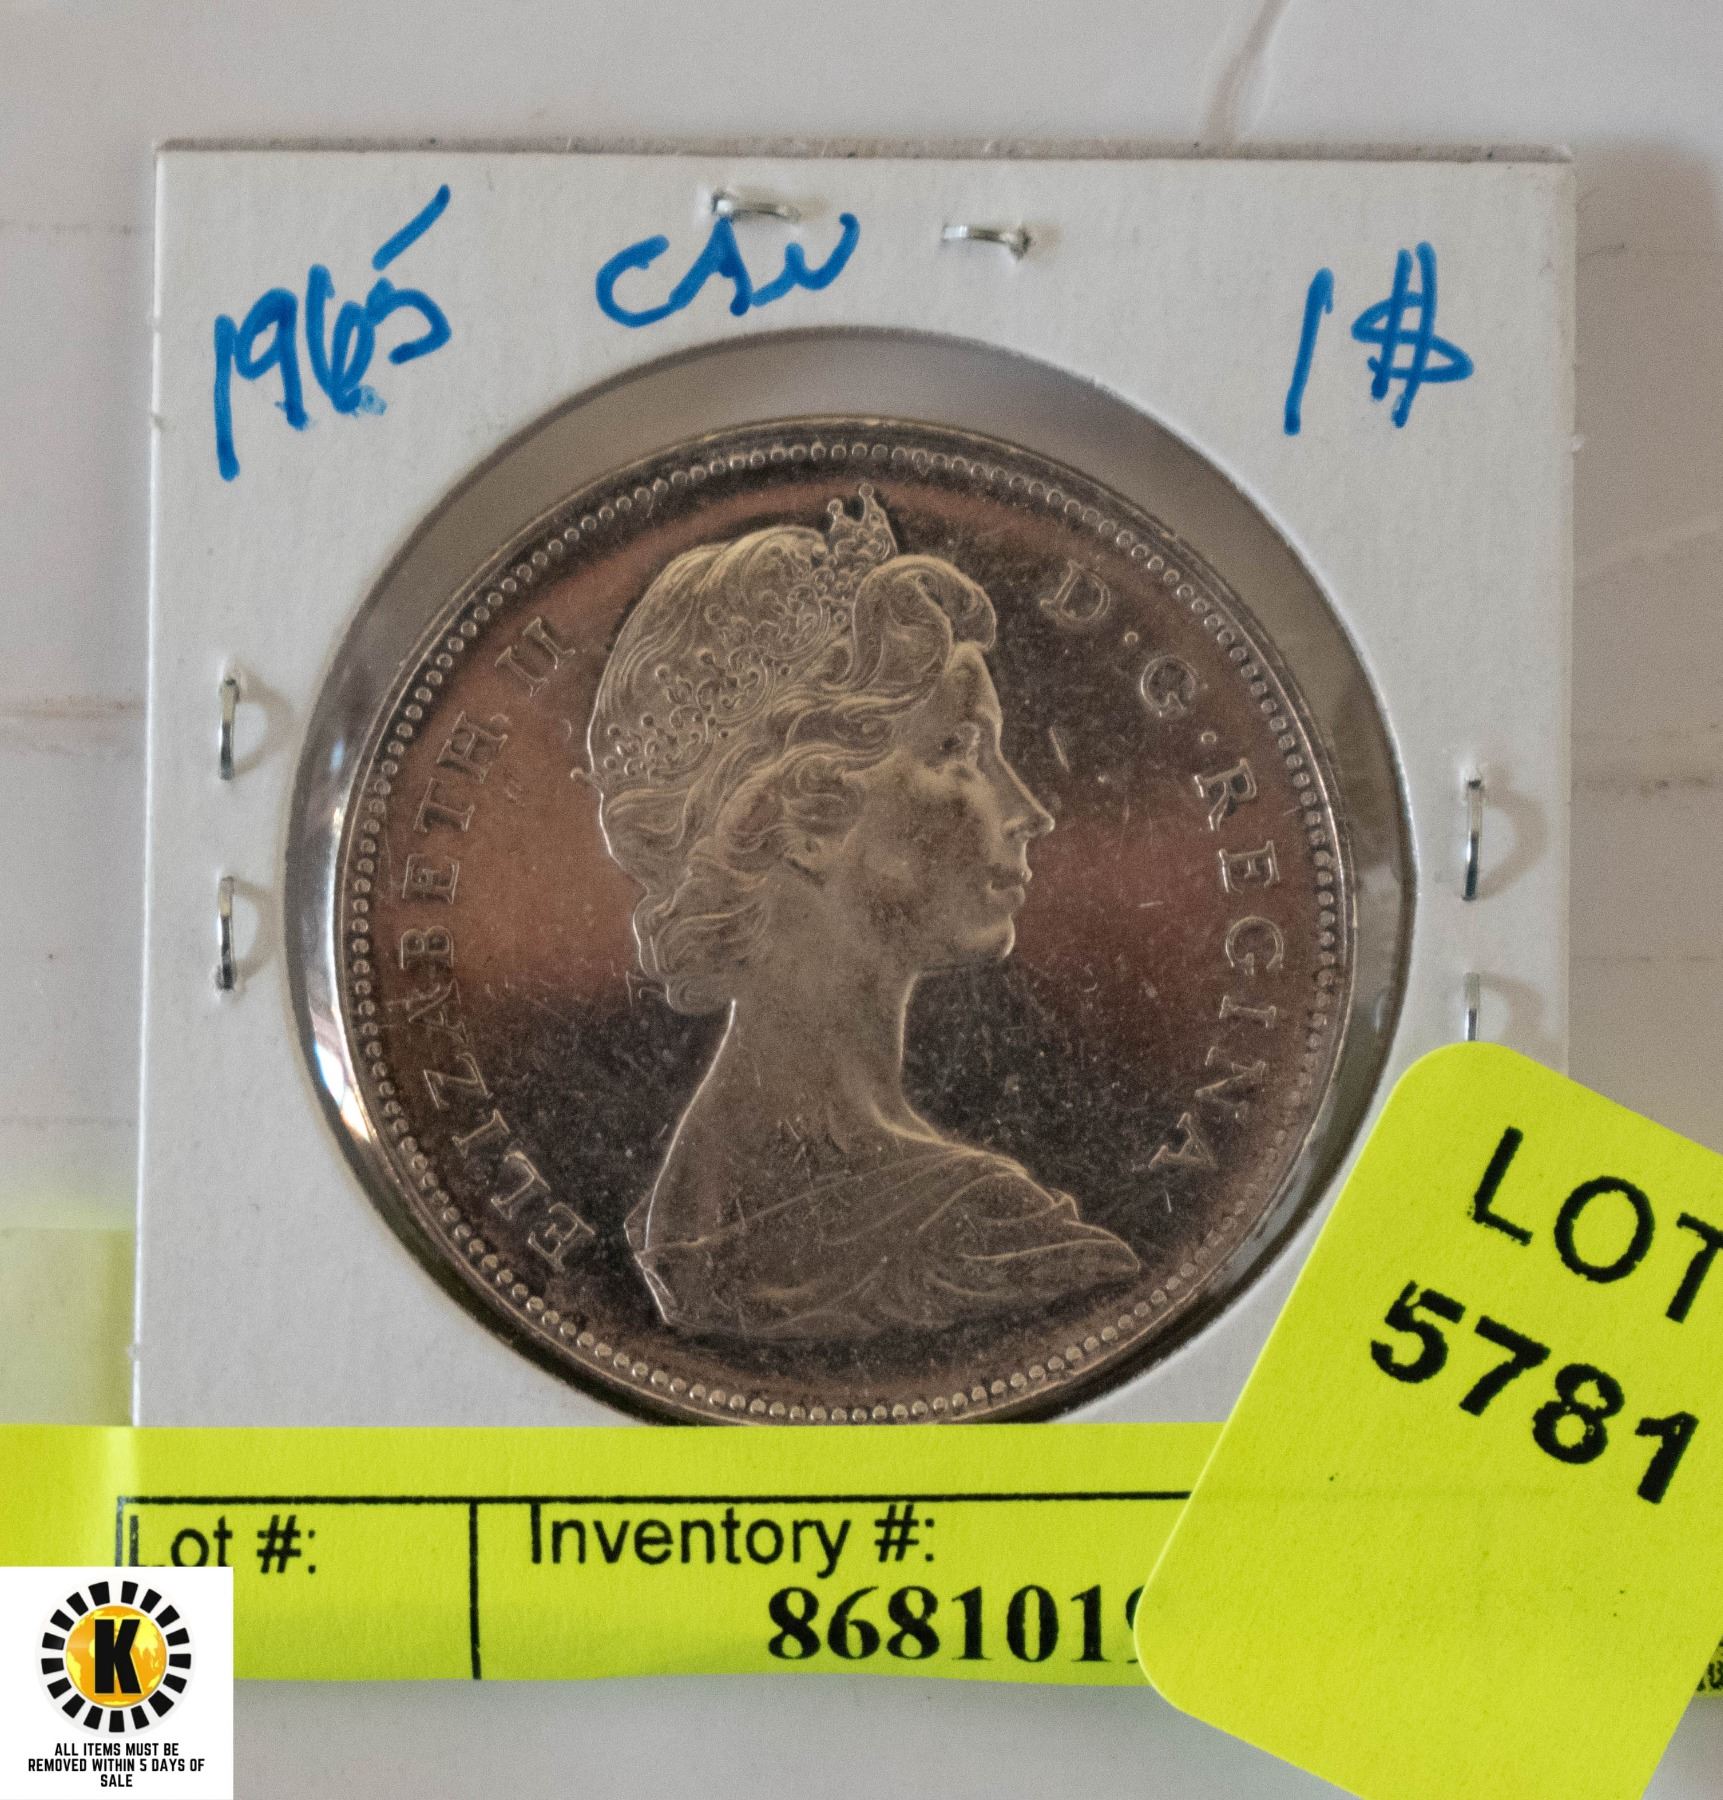 1965 CAN 1$
ELIZABETH II D·G·REGINA
LOT
5781
Lot #: Inventory #:
868101
K
ALL ITEMS MUST BE
REMOVED WITHIN 5 DAYS OF
SALE